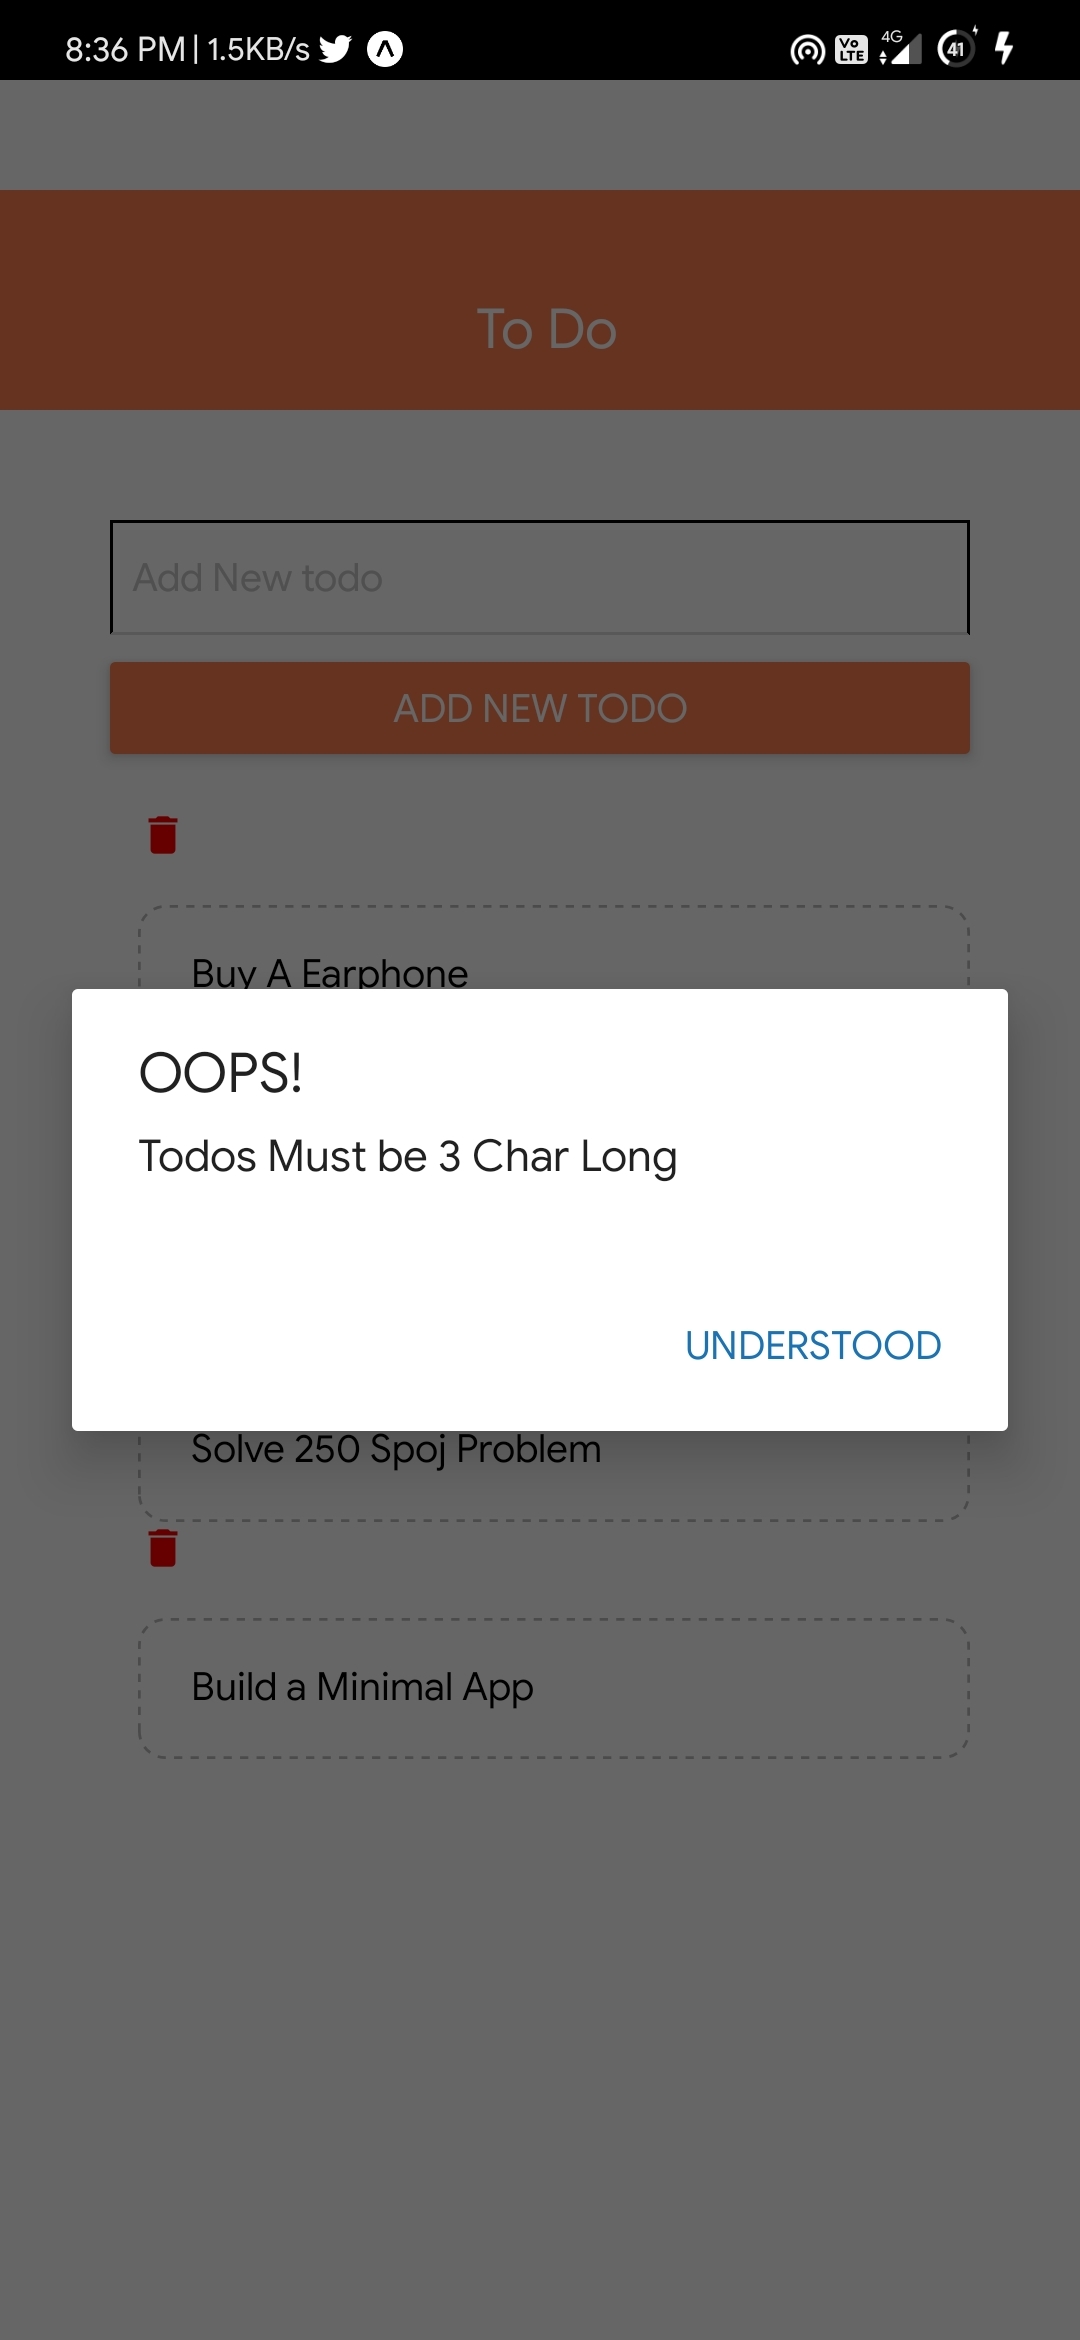 8:36 PM | 1.5KB/s
Vo LTE 4G 41
To Do
Add New todo
ADD NEW TODO
Buy A Earphone
OOPS!
Todos Must be 3 Char Long
UNDERSTOOD
Solve 250 Spoj Problem
Build a Minimal App